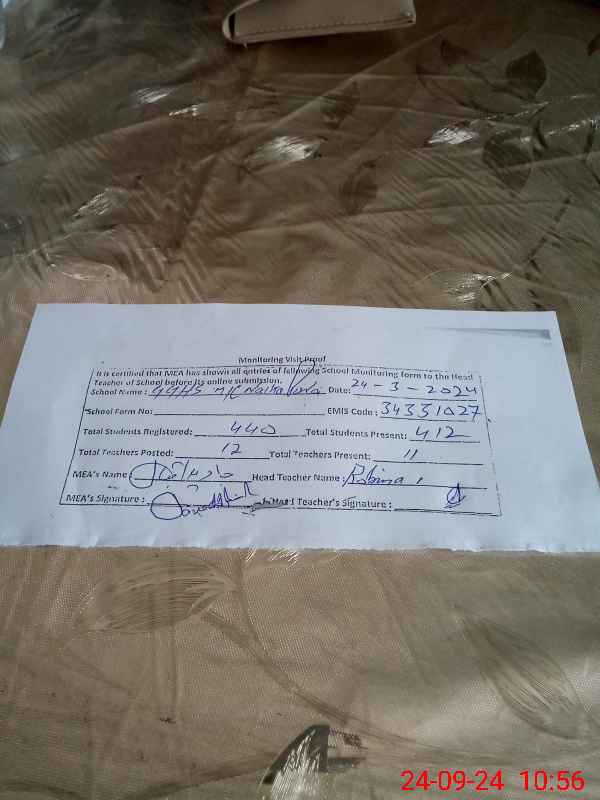 Monitoring Visit Proof
It is certified that MEA has shown all entries of following School Monitoring form to the Head
Teacher of School before its online submission.
School Name : GGHS M/C Date: 24-3-2024
School Form No: EMIS Code : 34351027
Total Students Registered: 440 Total Students Present: 412
Total Teachers Posted: 12 Total Teachers Present: 11
MEA's Name Head Teacher Name : Robina
MEA's Signature : Head Teacher's Signature :
24-09-24 10:56